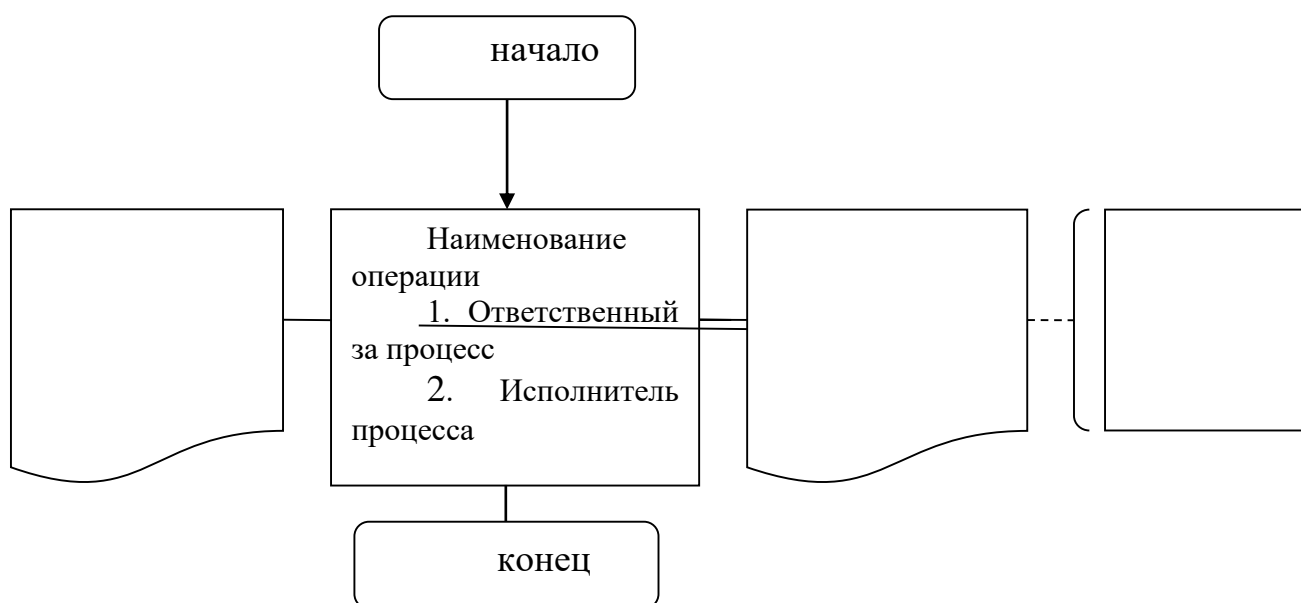 начало
Наименование
операции
1. Ответственный
за процесс
2. Исполнитель
процесса
конец